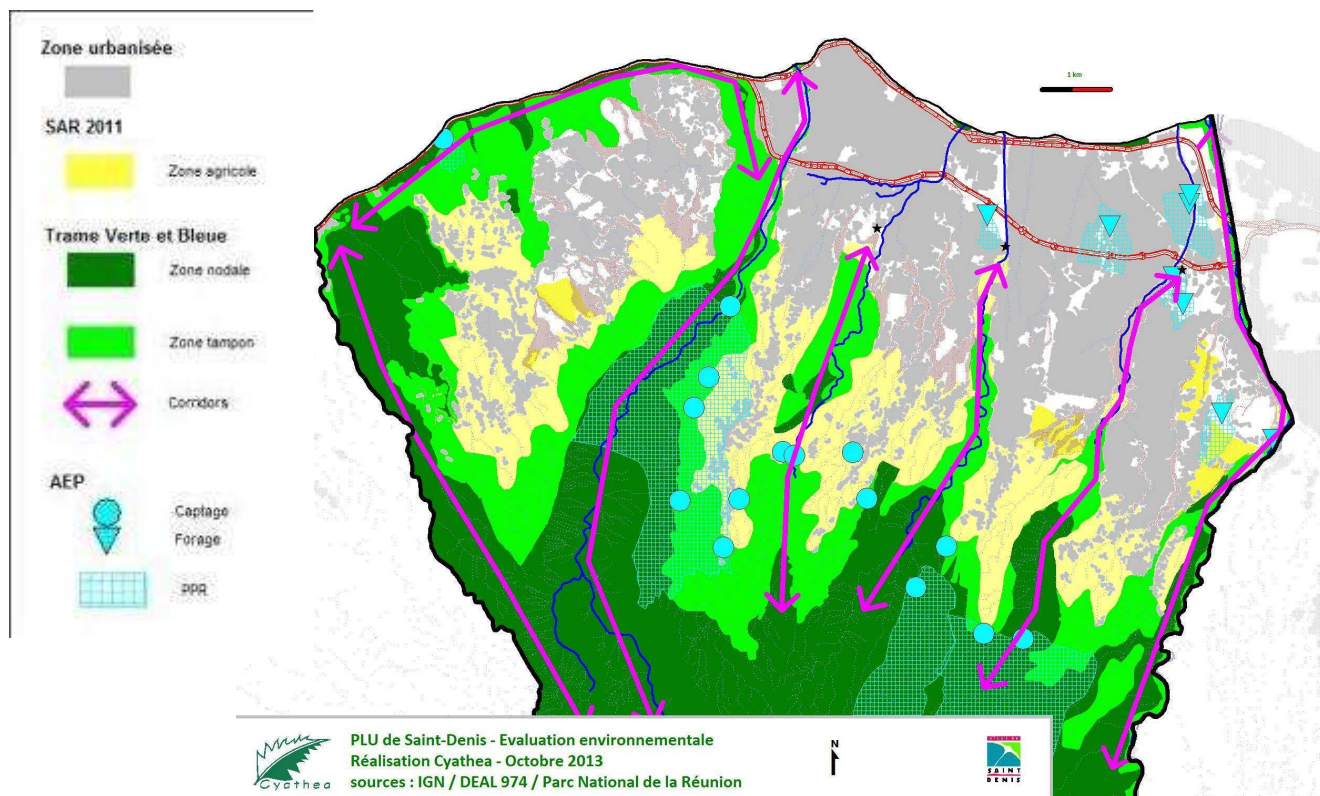 Zone urbanisée
SAR 2011
Zone agricole
Trame Verte et Bleue
Zone nodale
Zone tampon
Corridors
AEP
Captage
Forage
PPR
1 km
PLU de Saint-Denis - Evaluation environnementale
Réalisation Cyathea - Octobre 2013
sources : IGN / DEAL 974 / Parc National de la Réunion
Cyathea
N
VILLE DE
SAINT
DENIS